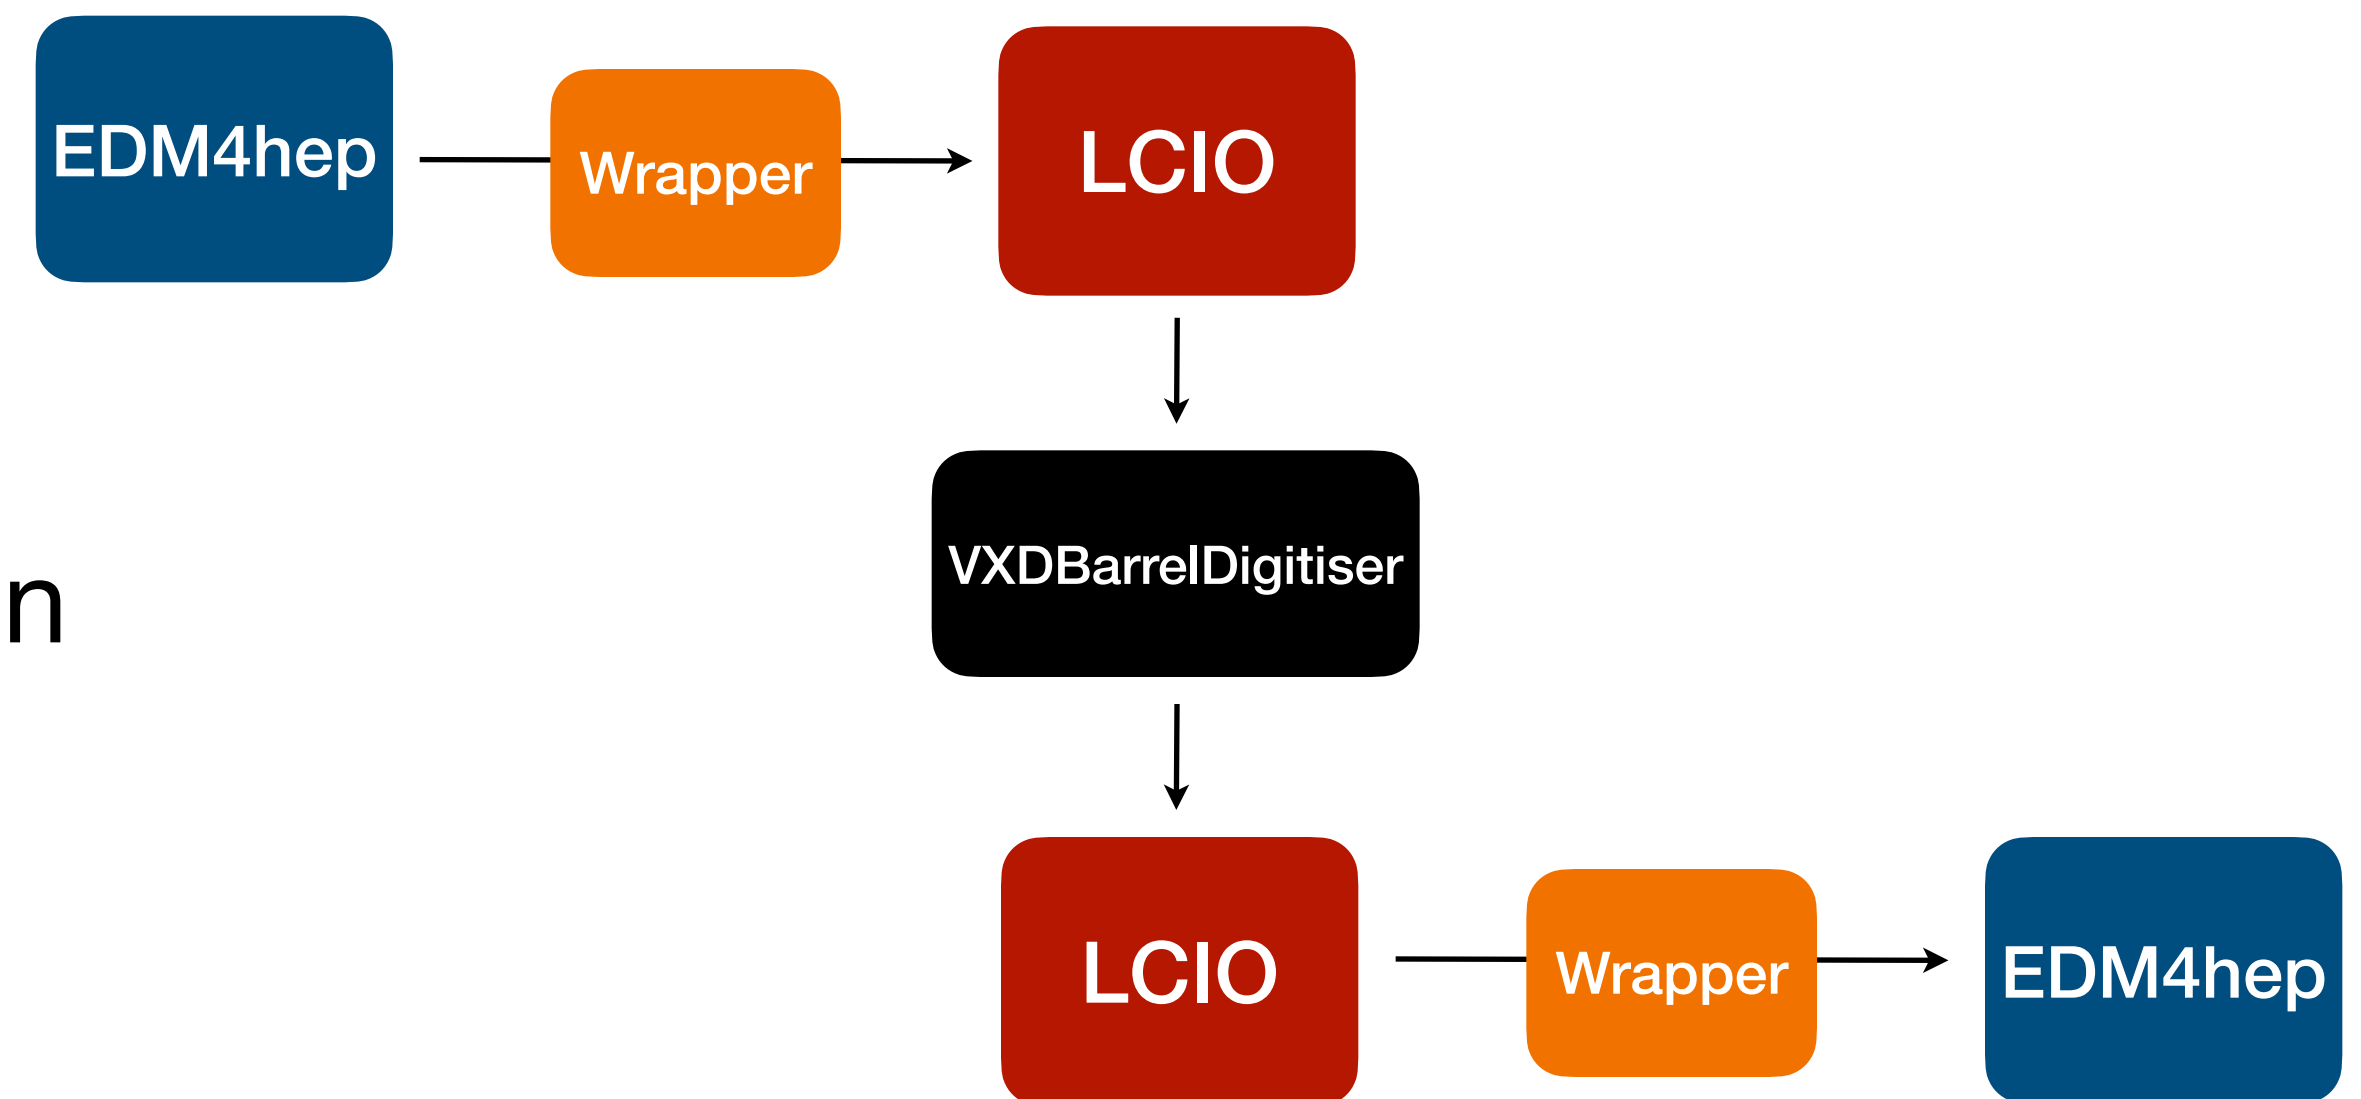 EDM4hep
Wrapper
LCIO
VXDBarrelDigitiser
n
LCIO
Wrapper
EDM4hep